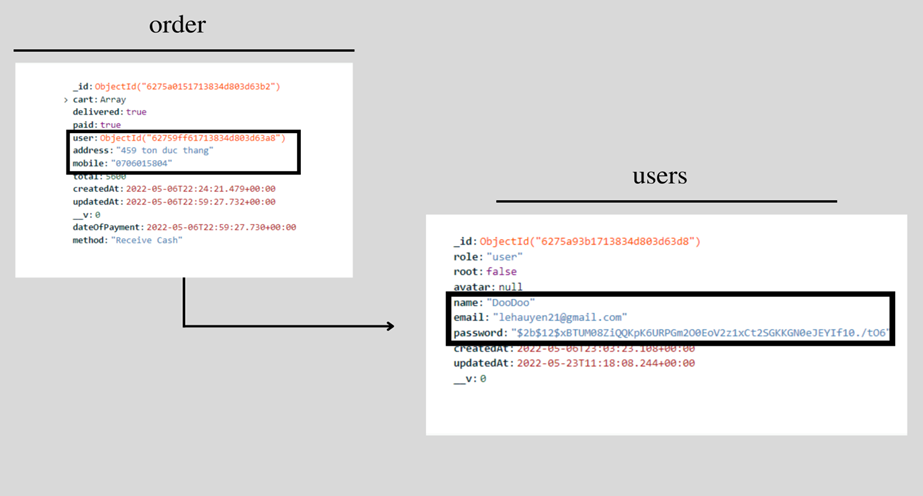 order
_id:ObjectId("6275a0151713834d803d63b2")
> cart:Array
delivered:true
paid:true
user:ObjectId("62759ff61713834d803d63a8")
address:"459 ton duc thang"
mobile:"0706015804"
total:5600
createdAt:2022-05-06T22:24:21.479+00:00
updatedAt:2022-05-06T22:59:27.732+00:00
__v:0
dateOfPayment:2022-05-06T22:59:27.730+00:00
method:"Receive Cash"
users
_id:ObjectId("6275a93b1713834d803d63d8")
role:"user"
root:false
avatar:null
name:"DooDoo"
email:"lehauyen21@gmail.com"
password:"$2b$12$xBTUM08ZiQQKpK6URPGm2O0EoV2z1xCt2SGKKGN0eJEYIf10./tO6"
createdAt:2022-05-06T23:03:23.108+00:00
updatedAt:2022-05-23T11:18:08.244+00:00
__v:0